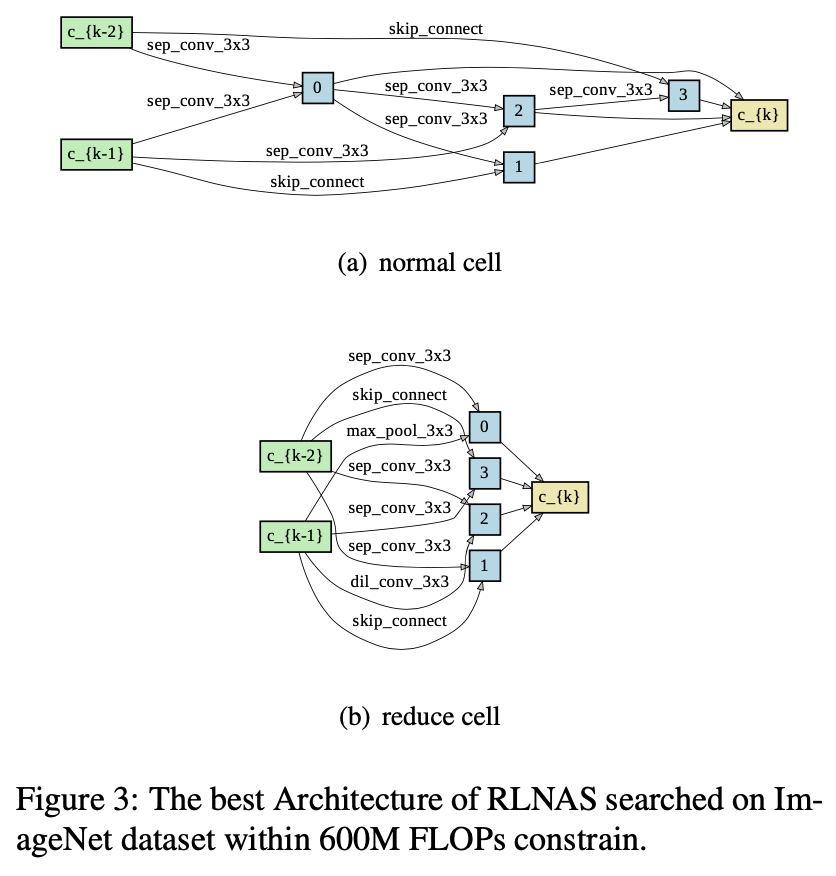 c_{k-2}
skip_connect
sep_conv_3x3
0
sep_conv_3x3
sep_conv_3x3
3
sep_conv_3x3
2
c_{k}
sep_conv_3x3
c_{k-1}
sep_conv_3x3
1
skip_connect
(a) normal cell
sep_conv_3x3
skip_connect
0
max_pool_3x3
c_{k-2}
sep_conv_3x3
3
c_{k}
sep_conv_3x3
2
c_{k-1}
sep_conv_3x3
1
dil_conv_3x3
skip_connect
(b) reduce cell
Figure 3: The best Architecture of RLNAS searched on Im-
ageNet dataset within 600M FLOPs constrain.